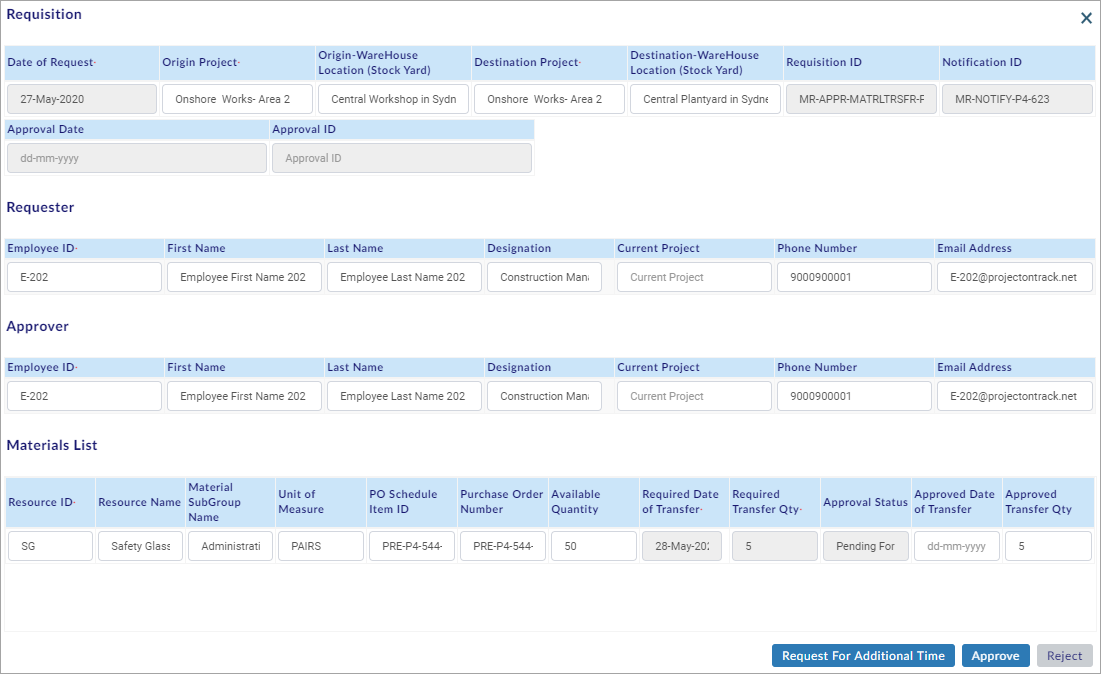 Requisition
Date of Request·
Origin Project·
Origin-WareHouse
Location (Stock Yard)
Destination Project·
Destination-WareHouse
Location (Stock Yard)
Requisition ID
Notification ID
27-May-2020
Onshore Works- Area 2
Central Workshop in Sydn
Onshore Works- Area 2
Central Plantyard in Sydne
MR-APPR-MATRLTRSFR-F
MR-NOTIFY-P4-623
Approval Date
Approval ID
dd-mm-yyyy
Approval ID
Requester
Employee ID·
First Name
Last Name
Designation
Current Project
Phone Number
Email Address
E-202
Employee First Name 202
Employee Last Name 202
Construction Mana
Current Project
9000900001
E-202@projectontrack.net
Approver
Employee ID·
First Name
Last Name
Designation
Current Project
Phone Number
Email Address
E-202
Employee First Name 202
Employee Last Name 202
Construction Mana
Current Project
9000900001
E-202@projectontrack.net
Materials List
Resource ID·
Resource Name
Material
SubGroup
Name
Unit of
Measure
PO Schedule
Item ID
Purchase Order
Number
Available
Quantity
Required Date
of Transfer·
Required
Transfer Qty·
Approval Status
Approved Date
of Transfer
Approved
Transfer Qty
SG
Safety Glass
Administrati
PAIRS
PRE-P4-544-
PRE-P4-544-
50
28-May-202
5
Pending For
dd-mm-yyyy
5
Request For Additional Time
Approve
Reject